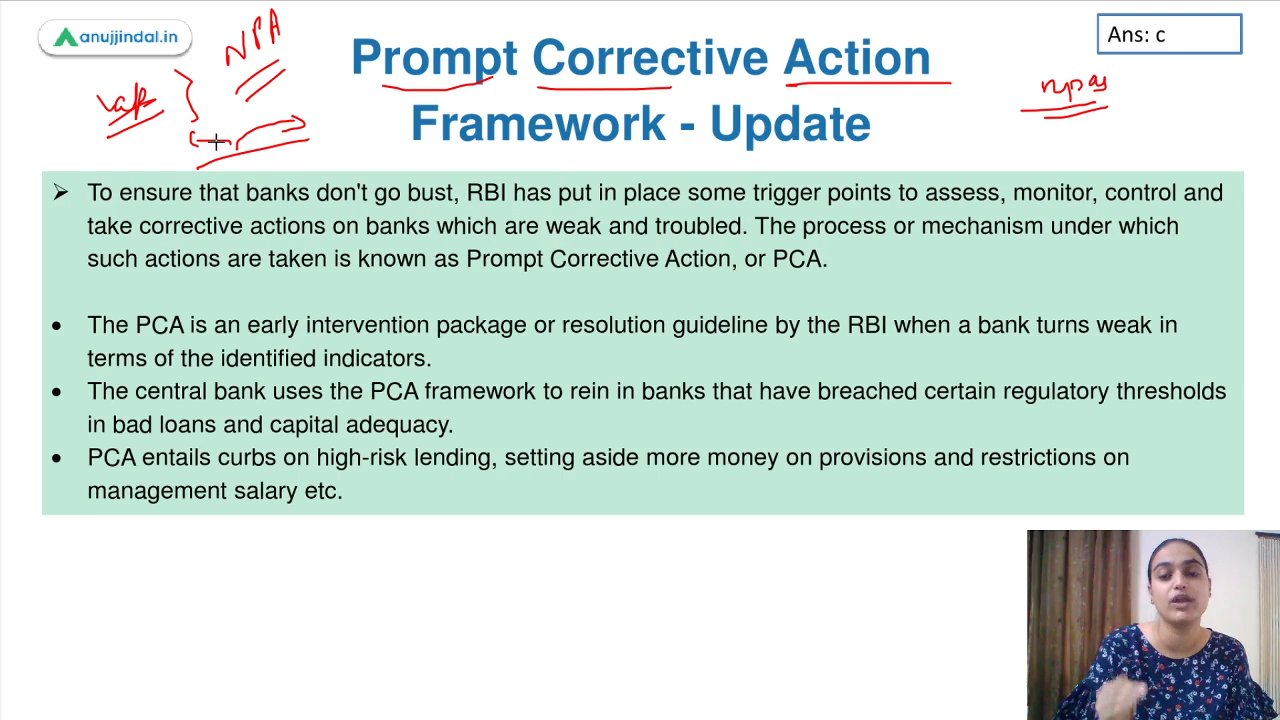 anujjindal.in
NPA
Ans: c
Prompt Corrective Action
npas
Framework - Update
➢ To ensure that banks don't go bust, RBI has put in place some trigger points to assess, monitor, control and
take corrective actions on banks which are weak and troubled. The process or mechanism under which
such actions are taken is known as Prompt Corrective Action, or PCA.
• The PCA is an early intervention package or resolution guideline by the RBI when a bank turns weak in
terms of the identified indicators.
• The central bank uses the PCA framework to rein in banks that have breached certain regulatory thresholds
in bad loans and capital adequacy.
• PCA entails curbs on high-risk lending, setting aside more money on provisions and restrictions on
management salary etc.